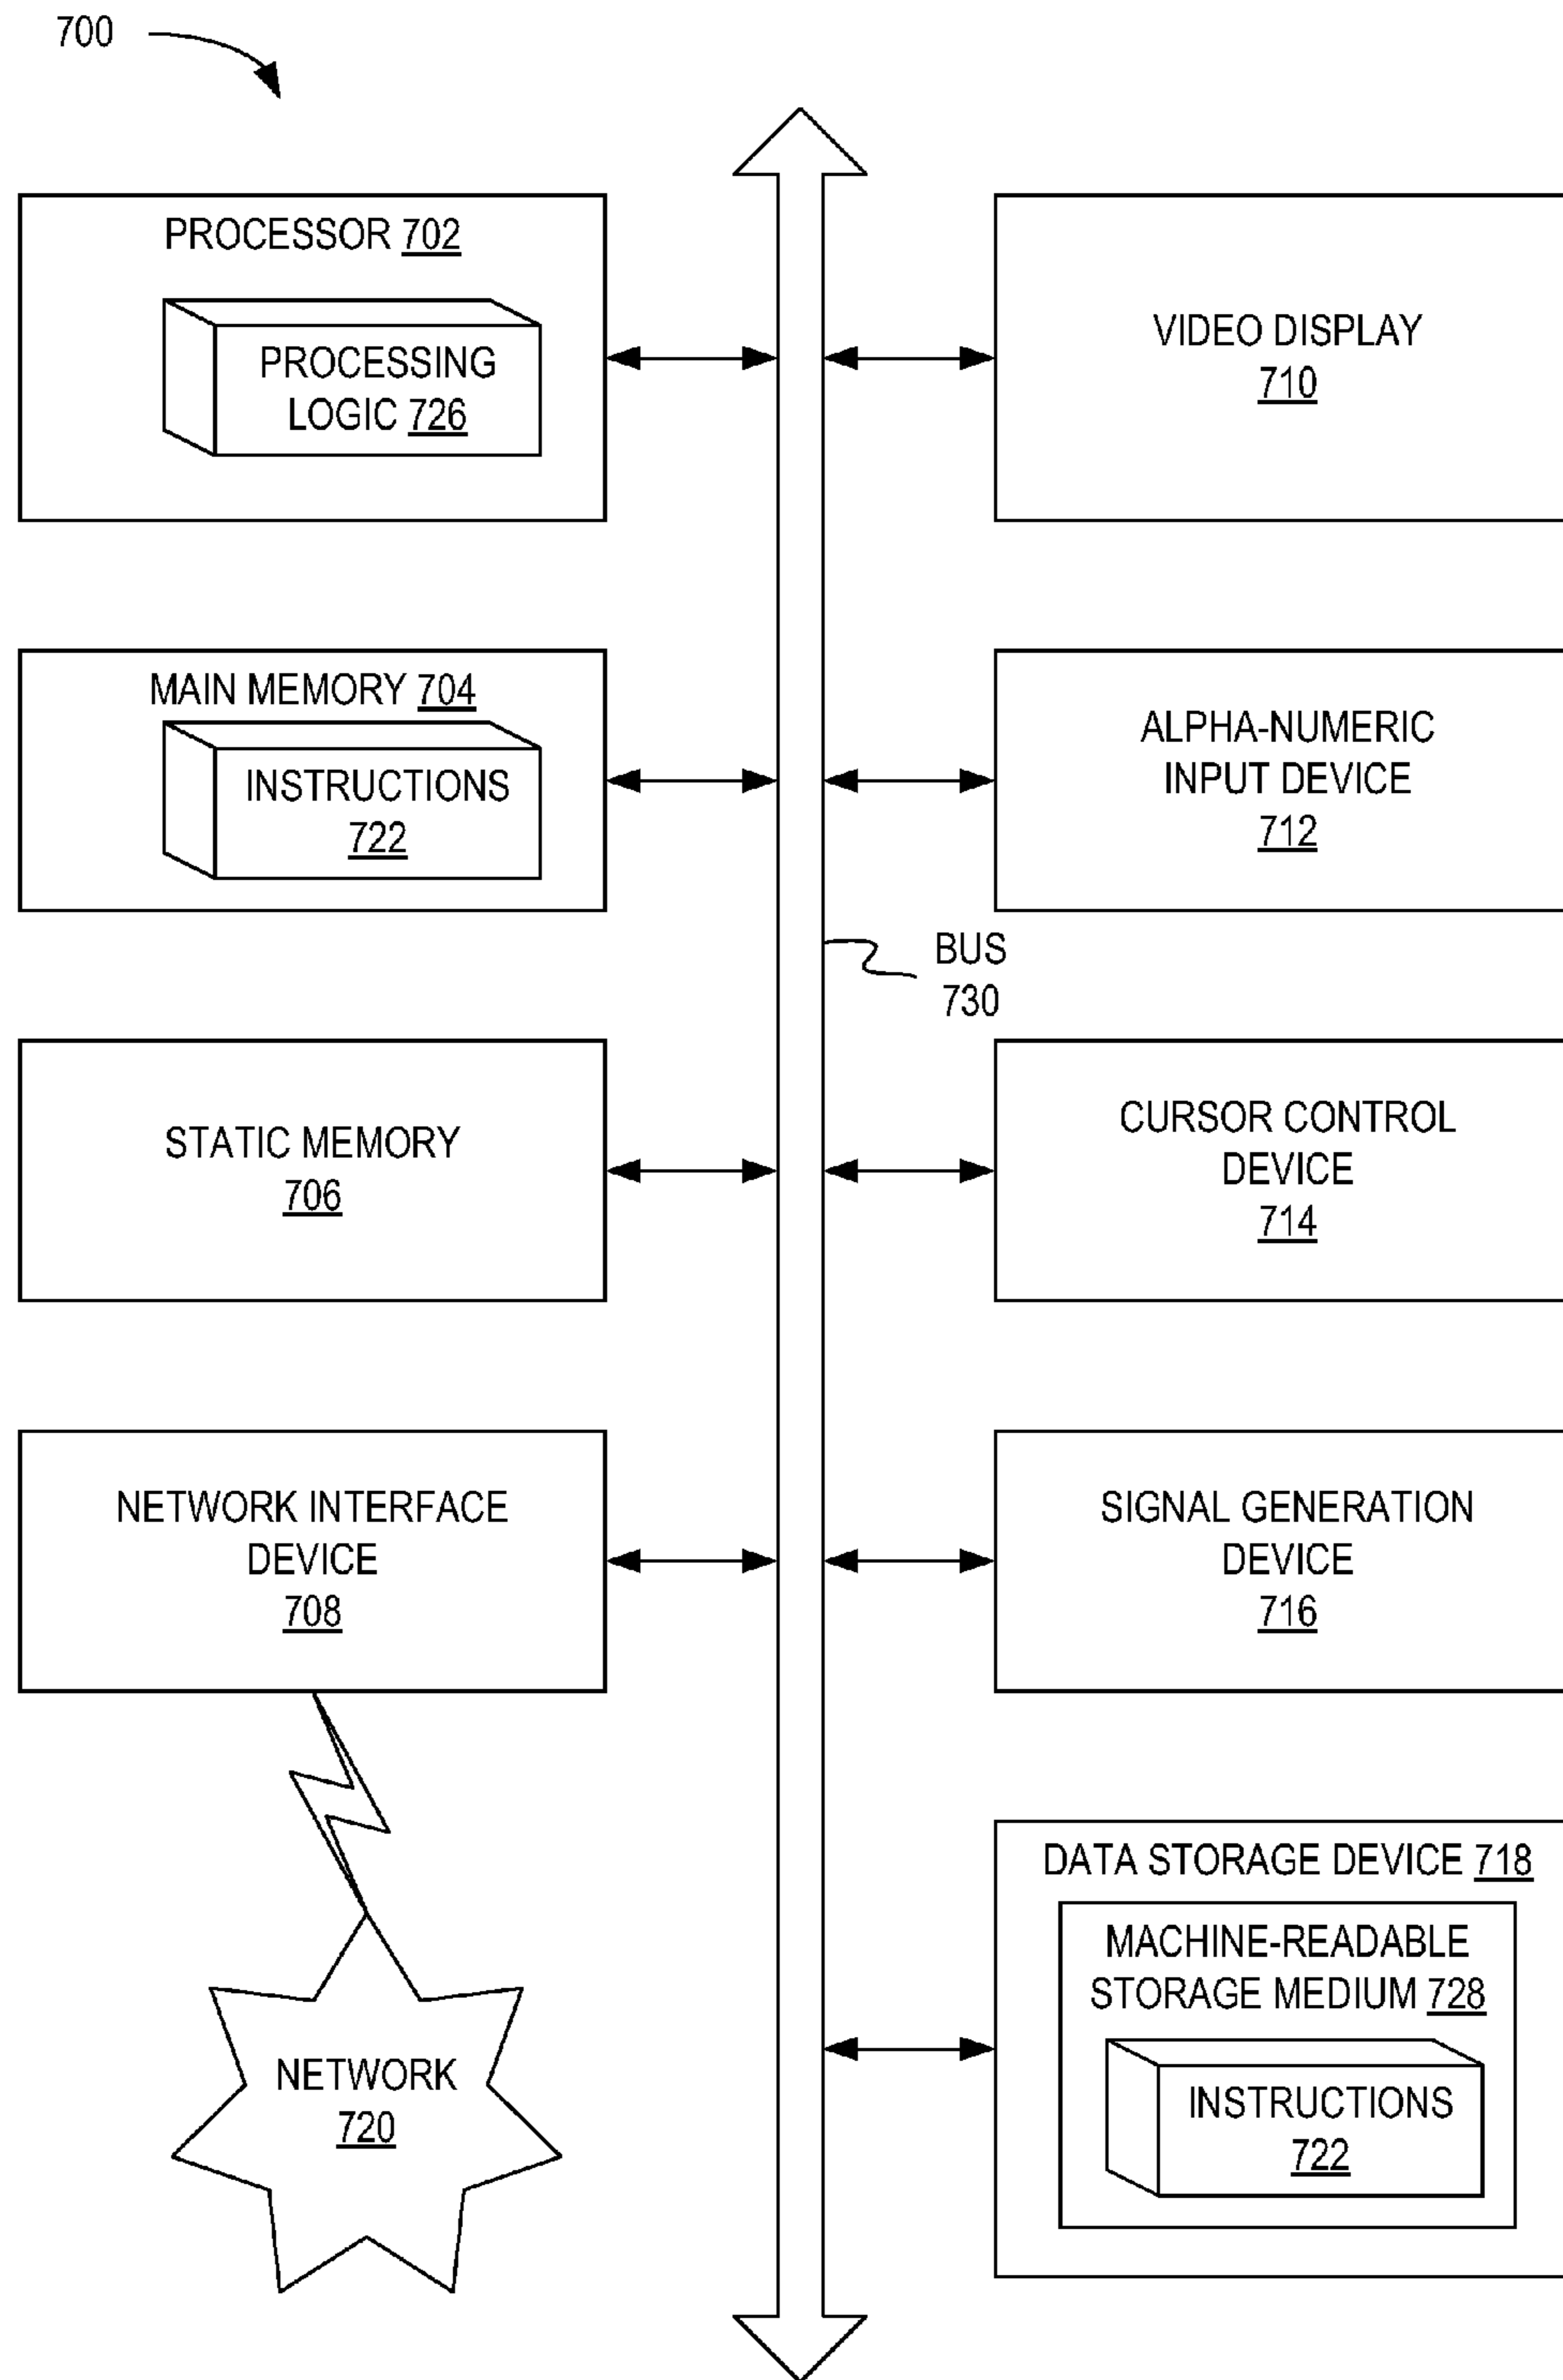 700
PROCESSOR 702
PROCESSING
LOGIC 726
VIDEO DISPLAY
710
MAIN MEMORY 704
INSTRUCTIONS
722
ALPHA-NUMERIC
INPUT DEVICE
712
BUS
730
STATIC MEMORY
706
CURSOR CONTROL
DEVICE
714
NETWORK INTERFACE
DEVICE
708
SIGNAL GENERATION
DEVICE
716
DATA STORAGE DEVICE 718
MACHINE-READABLE
STORAGE MEDIUM 728
INSTRUCTIONS
722
NETWORK
720